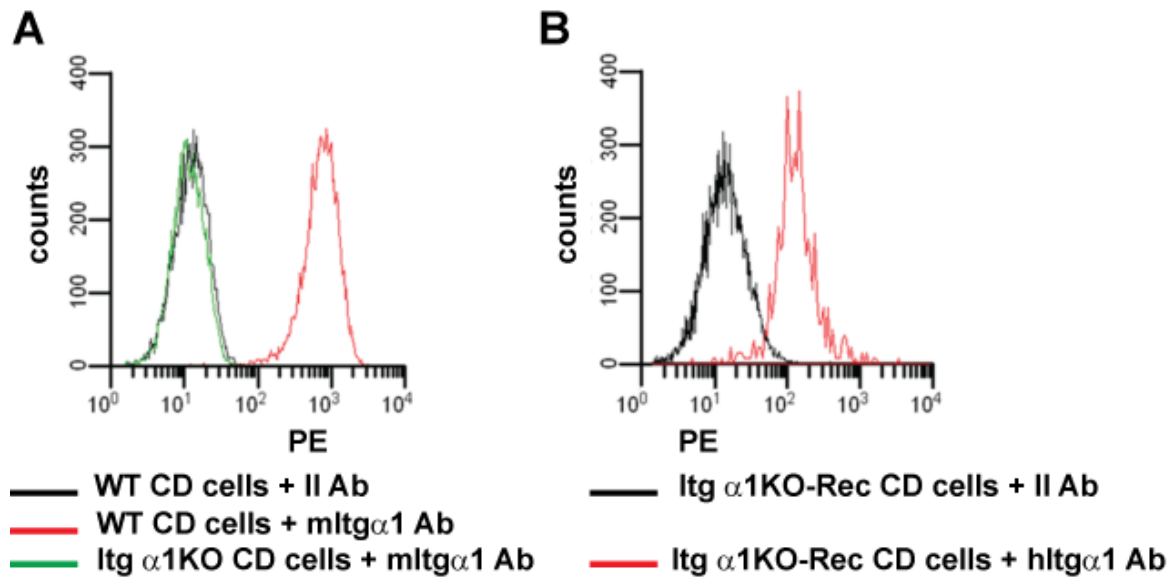 A
B
400
300
200
100
0
counts
10⁰ 10¹ 10² 10³ 10⁴
PE
400
300
200
100
0
counts
10⁰ 10¹ 10² 10³ 10⁴
PE
WT CD cells + II Ab
WT CD cells + mItgα1 Ab
Itg α1KO CD cells + mItgα1 Ab
Itg α1KO-Rec CD cells + II Ab
Itg α1KO-Rec CD cells + hItgα1 Ab